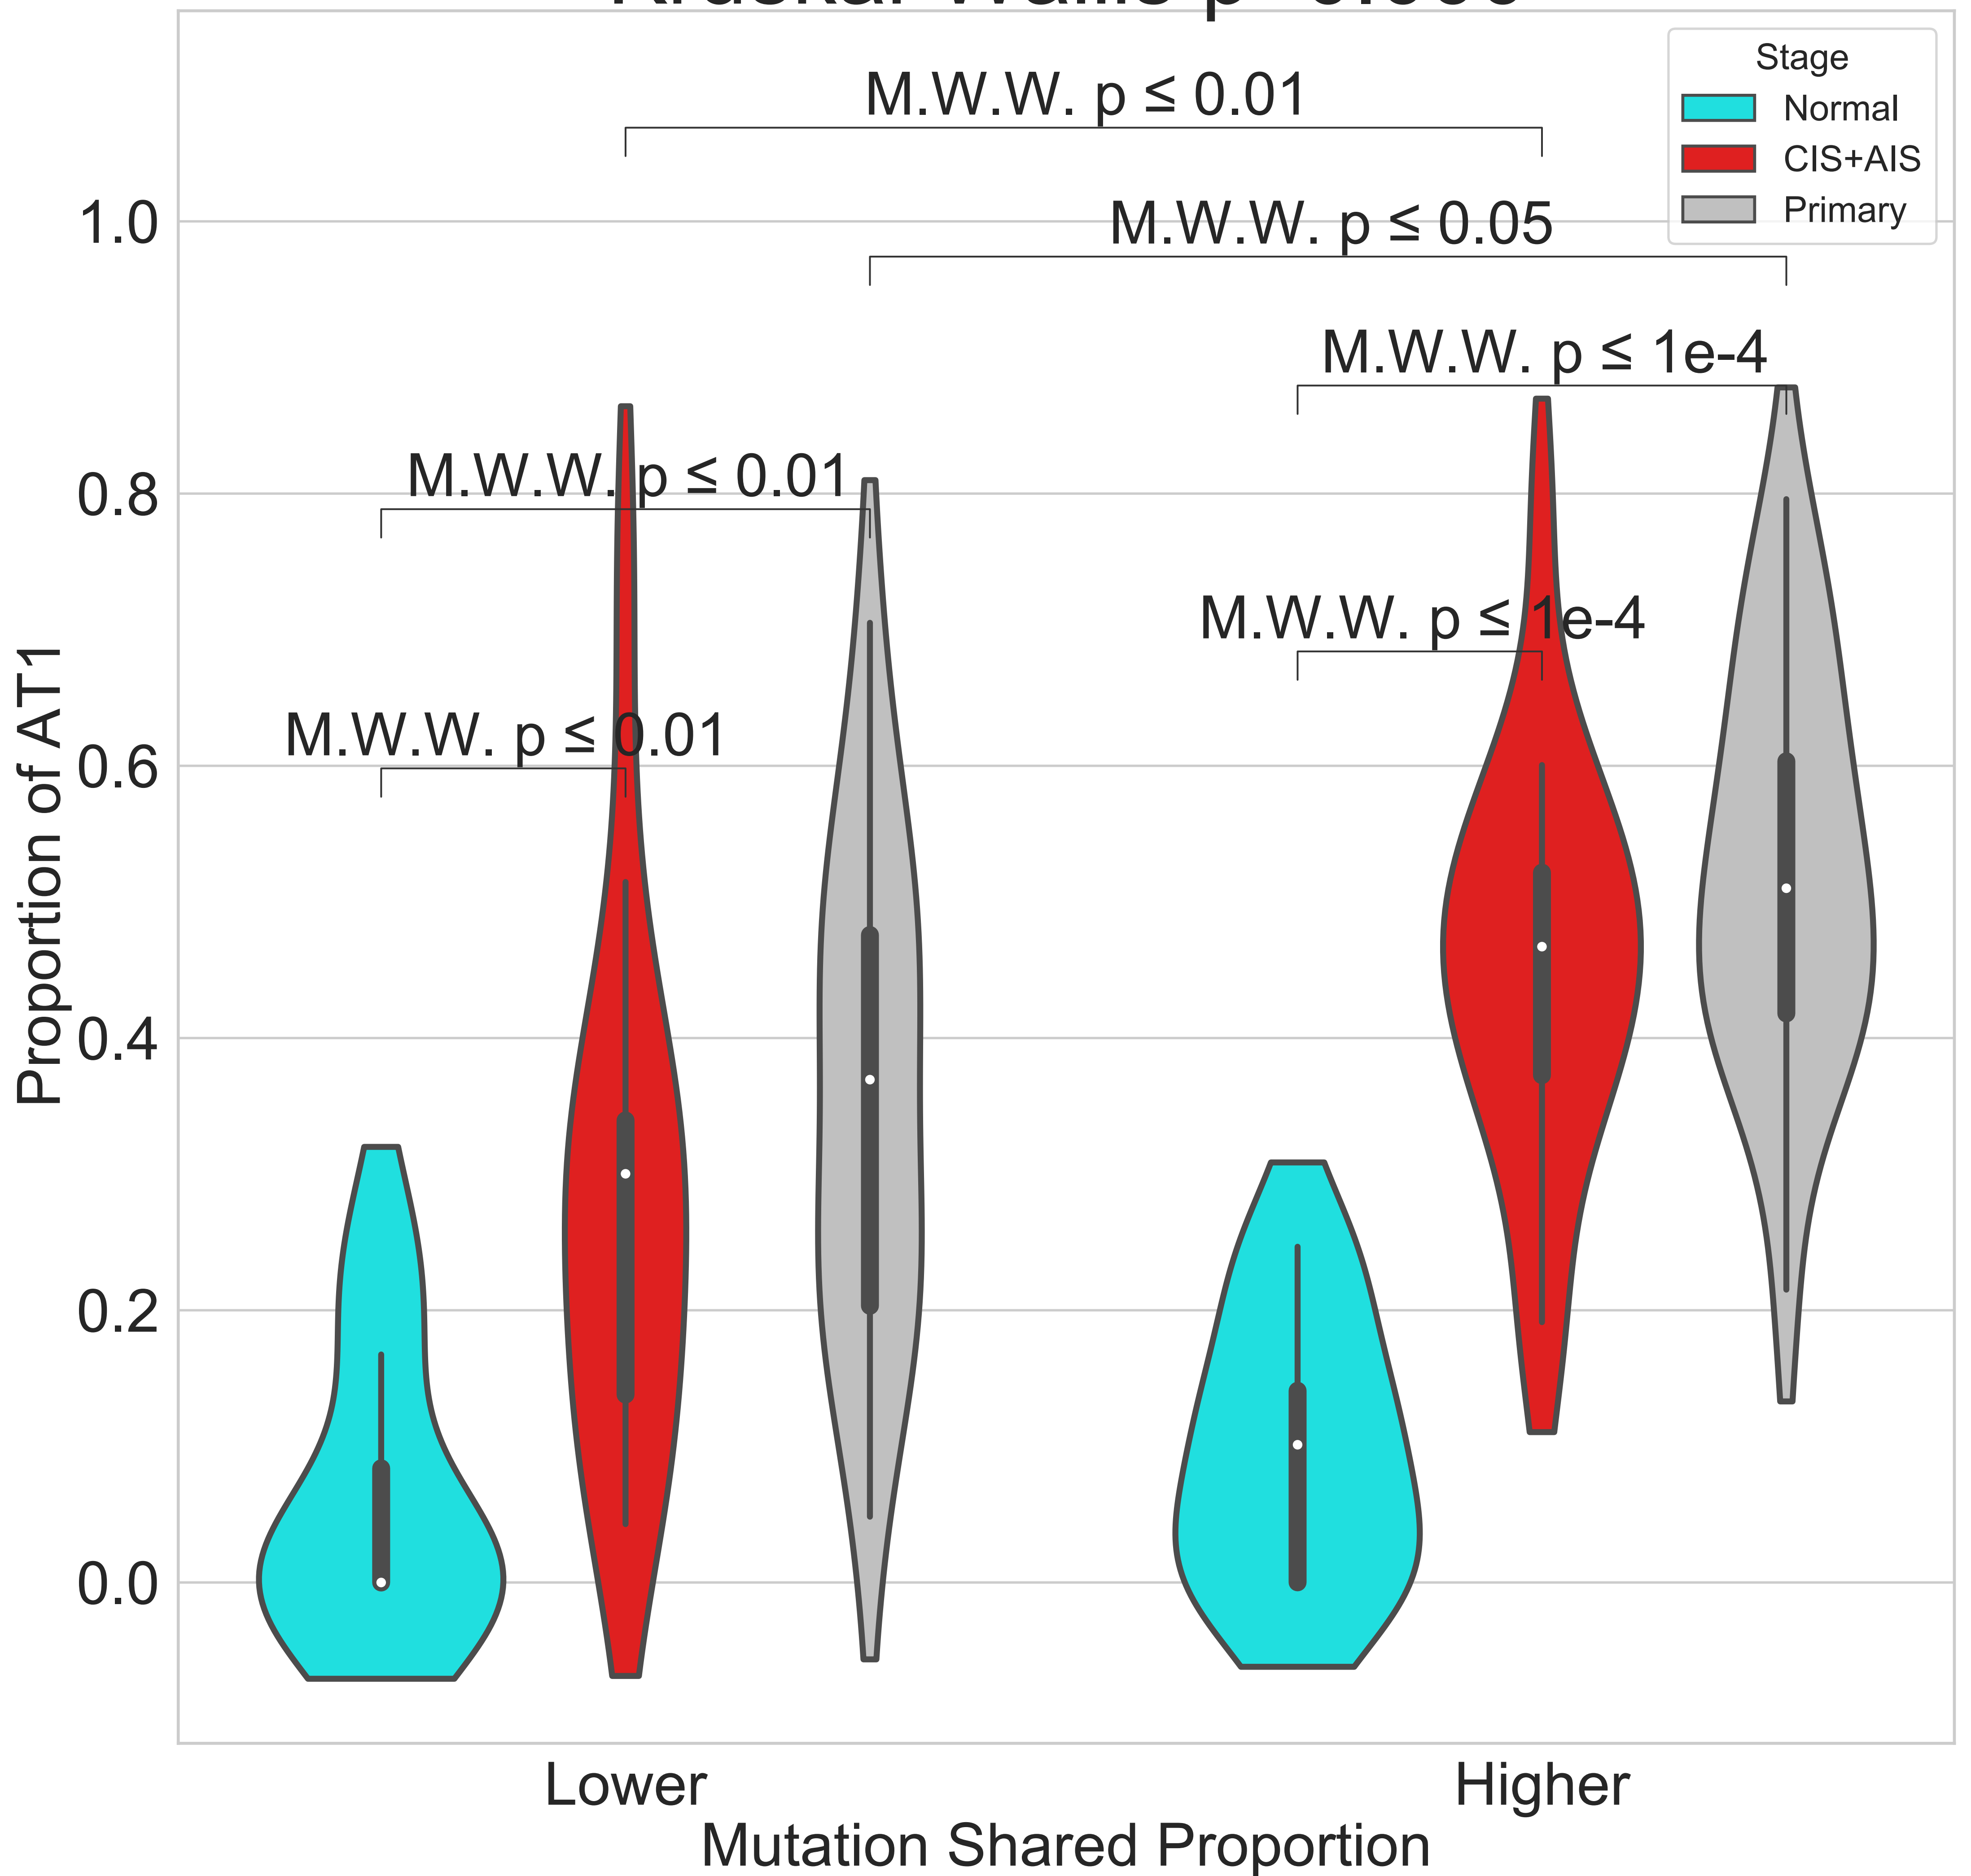 M.W.W. p ≤ 0.01
Stage
Normal
CIS+AIS
Primary
1.0
M.W.W. p ≤ 0.05
M.W.W. p ≤ 1e-4
M.W.W. p ≤ 0.01
0.8
M.W.W. p ≤ 1e-4
M.W.W. p ≤ 0.01
0.6
Proportion of AT1
0.4
0.2
0.0
Lower
Higher
Mutation Shared Proportion